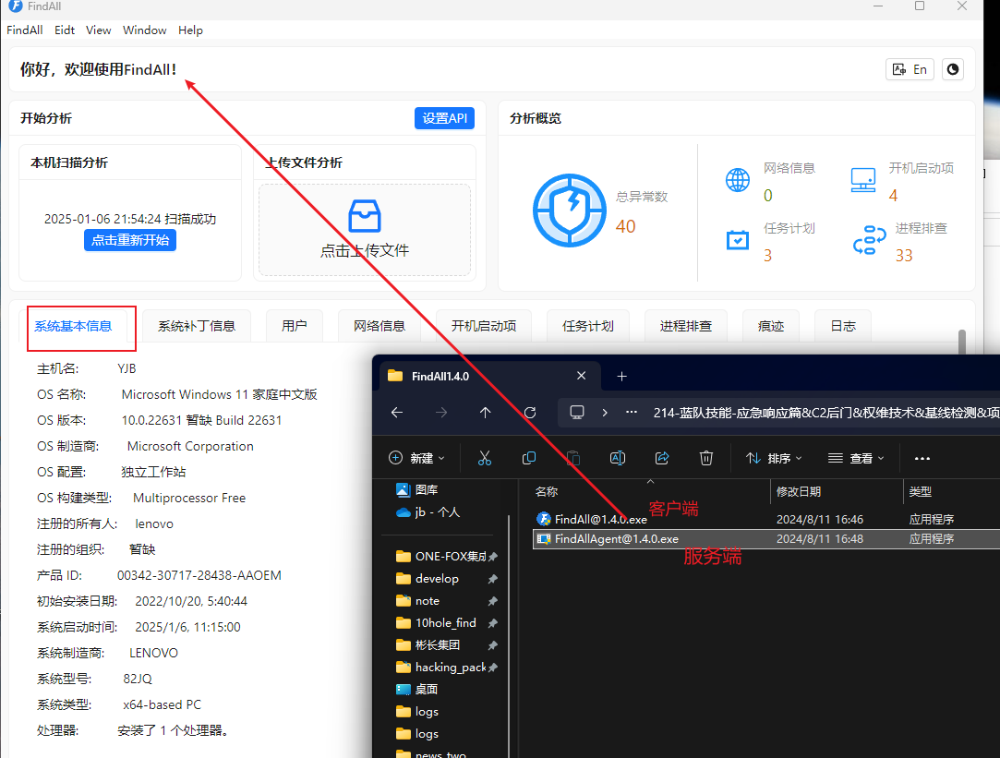 FindAll
FindAll Eidt View Window Help
你好，欢迎使用FindAll！
En
开始分析
设置API
分析概览
本机扫描分析
上传文件分析
2025-01-06 21:54:24 扫描成功
点击重新开始
点击上传文件
总异常数
40
网络信息
0
开机启动项
4
任务计划
3
进程排查
33
系统基本信息 系统补丁信息 用户 网络信息 开机启动项 任务计划 进程排查 痕迹 日志
主机名: YJB
OS 名称: Microsoft Windows 11 家庭中文版
OS 版本: 10.0.22631 暂缺 Build 22631
OS 制造商: Microsoft Corporation
OS 配置: 独立工作站
OS 构建类型: Multiprocessor Free
注册的所有人: lenovo
注册的组织: 暂缺
产品 ID: 00342-30717-28438-AAOEM
初始安装日期: 2022/10/20, 5:40:44
系统启动时间: 2025/1/6, 11:15:00
系统制造商: LENOVO
系统型号: 82JQ
系统类型: x64-based PC
处理器: 安装了 1 个处理器。
FindAll1.4.0
214-蓝队技能-应急响应篇&C2后门&权维技术&基线检测&项
新建
排序
查看
图库
jb - 个人
ONE-FOX集成
develop
note
10hole_find
彬长集团
hacking_pack
桌面
logs
logs
news_two
名称 修改日期 类型
FindAll@1.4.0.exe 2024/8/11 16:46 应用程序
客户端
FindAllAgent@1.4.0.exe 2024/8/11 16:48 应用程序
服务端